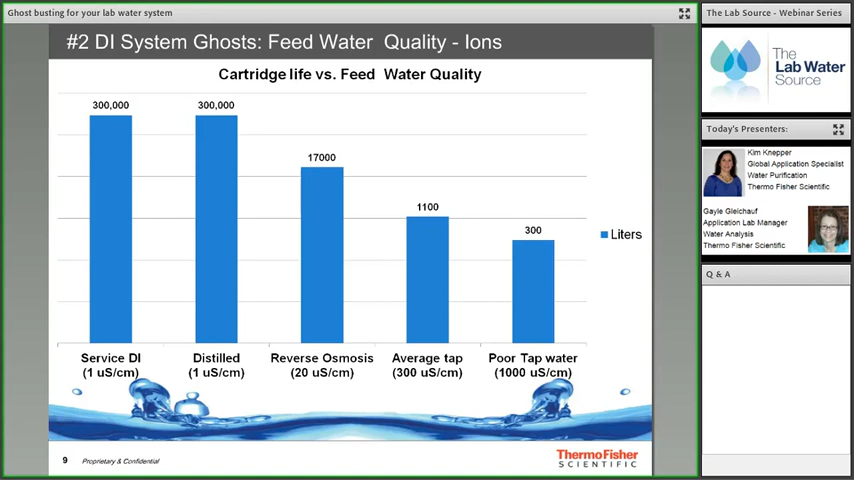 Ghost busting for your lab water system
#2 DI System Ghosts: Feed Water Quality - Ions
Cartridge life vs. Feed Water Quality
300,000
300,000
17000
1100
300
Liters
Service DI
(1 uS/cm)
Distilled
(1 uS/cm)
Reverse Osmosis
(20 uS/cm)
Average tap
(300 uS/cm)
Poor Tap water
(1000 uS/cm)
9
Proprietary & Confidential
ThermoFisher
SCIENTIFIC
The Lab Source - Webinar Series
The
Lab Water
Source
Today's Presenters:
Kim Knepper
Global Application Specialist
Water Purification
Thermo Fisher Scientific
Gayle Gleichauf
Application Lab Manager
Water Analysis
Thermo Fisher Scientific
Q & A